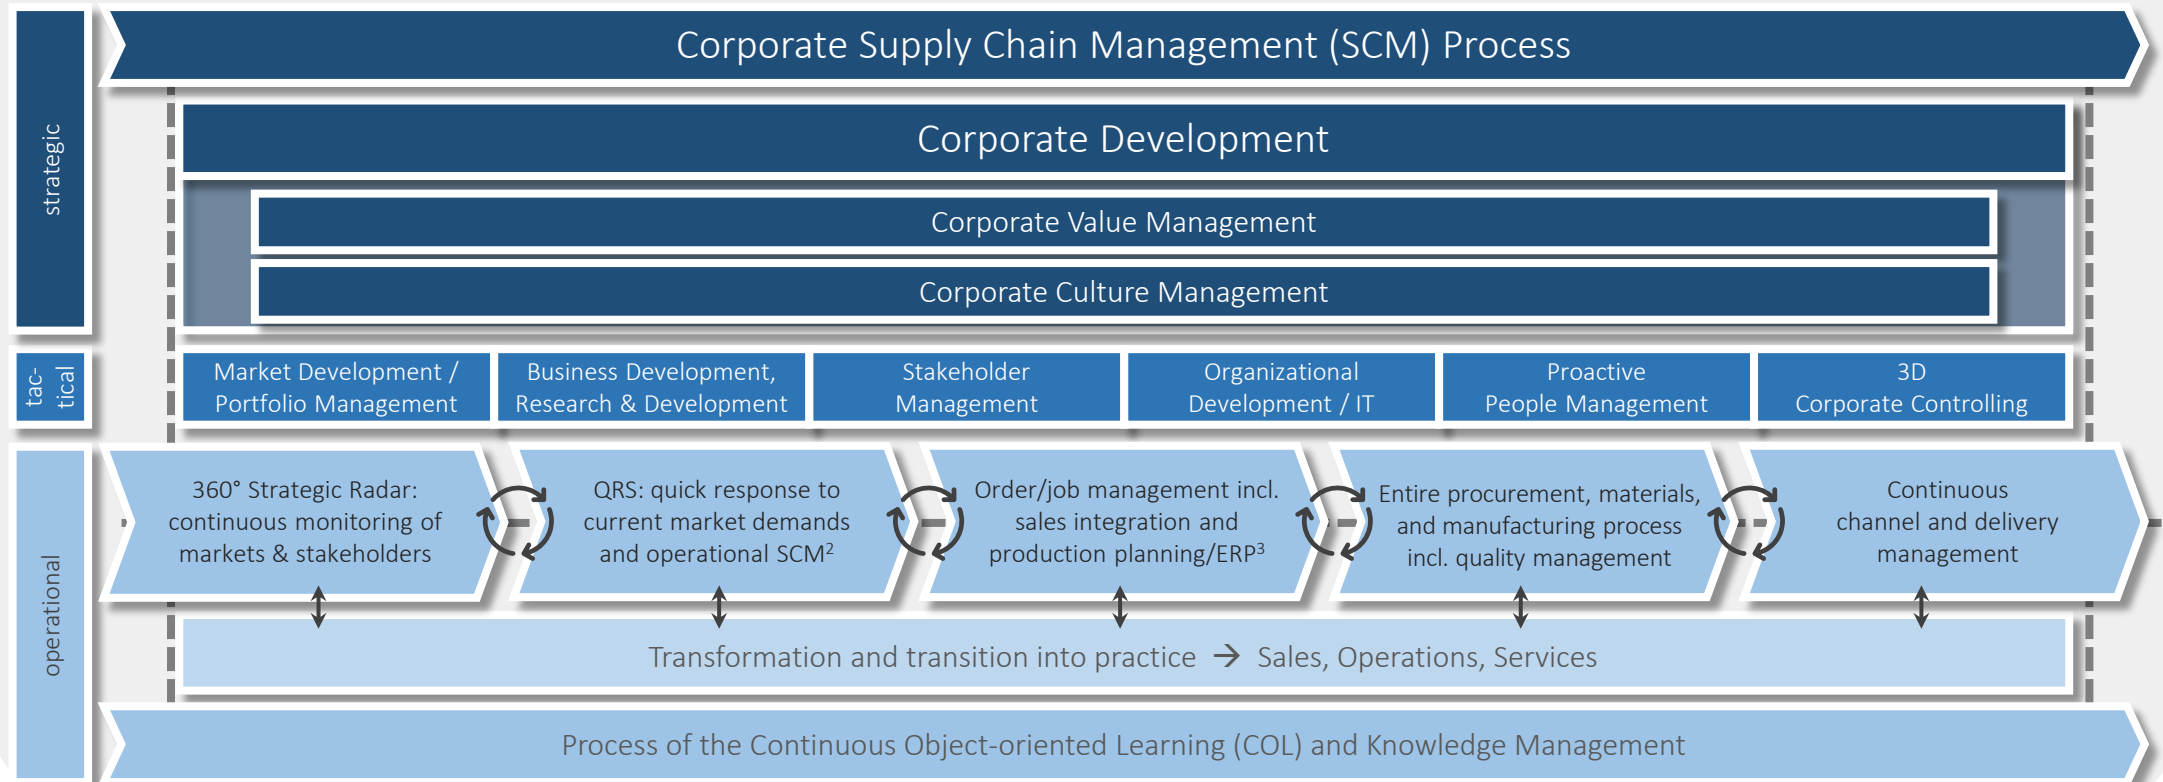 strategic
Corporate Supply Chain Management (SCM) Process
Corporate Development
Corporate Value Management
Corporate Culture Management
tac-
tical
Market Development /
Portfolio Management
Business Development,
Research & Development
Stakeholder
Management
Organizational
Development / IT
Proactive
People Management
3D
Corporate Controlling
operational
360° Strategic Radar:
continuous monitoring of
markets & stakeholders
QRS: quick response to
current market demands
and operational SCM²
Order/job management incl.
sales integration and
production planning/ERP³
Entire procurement, materials,
and manufacturing process
incl. quality management
Continuous
channel and delivery
management
Transformation and transition into practice → Sales, Operations, Services
Process of the Continuous Object-oriented Learning (COL) and Knowledge Management